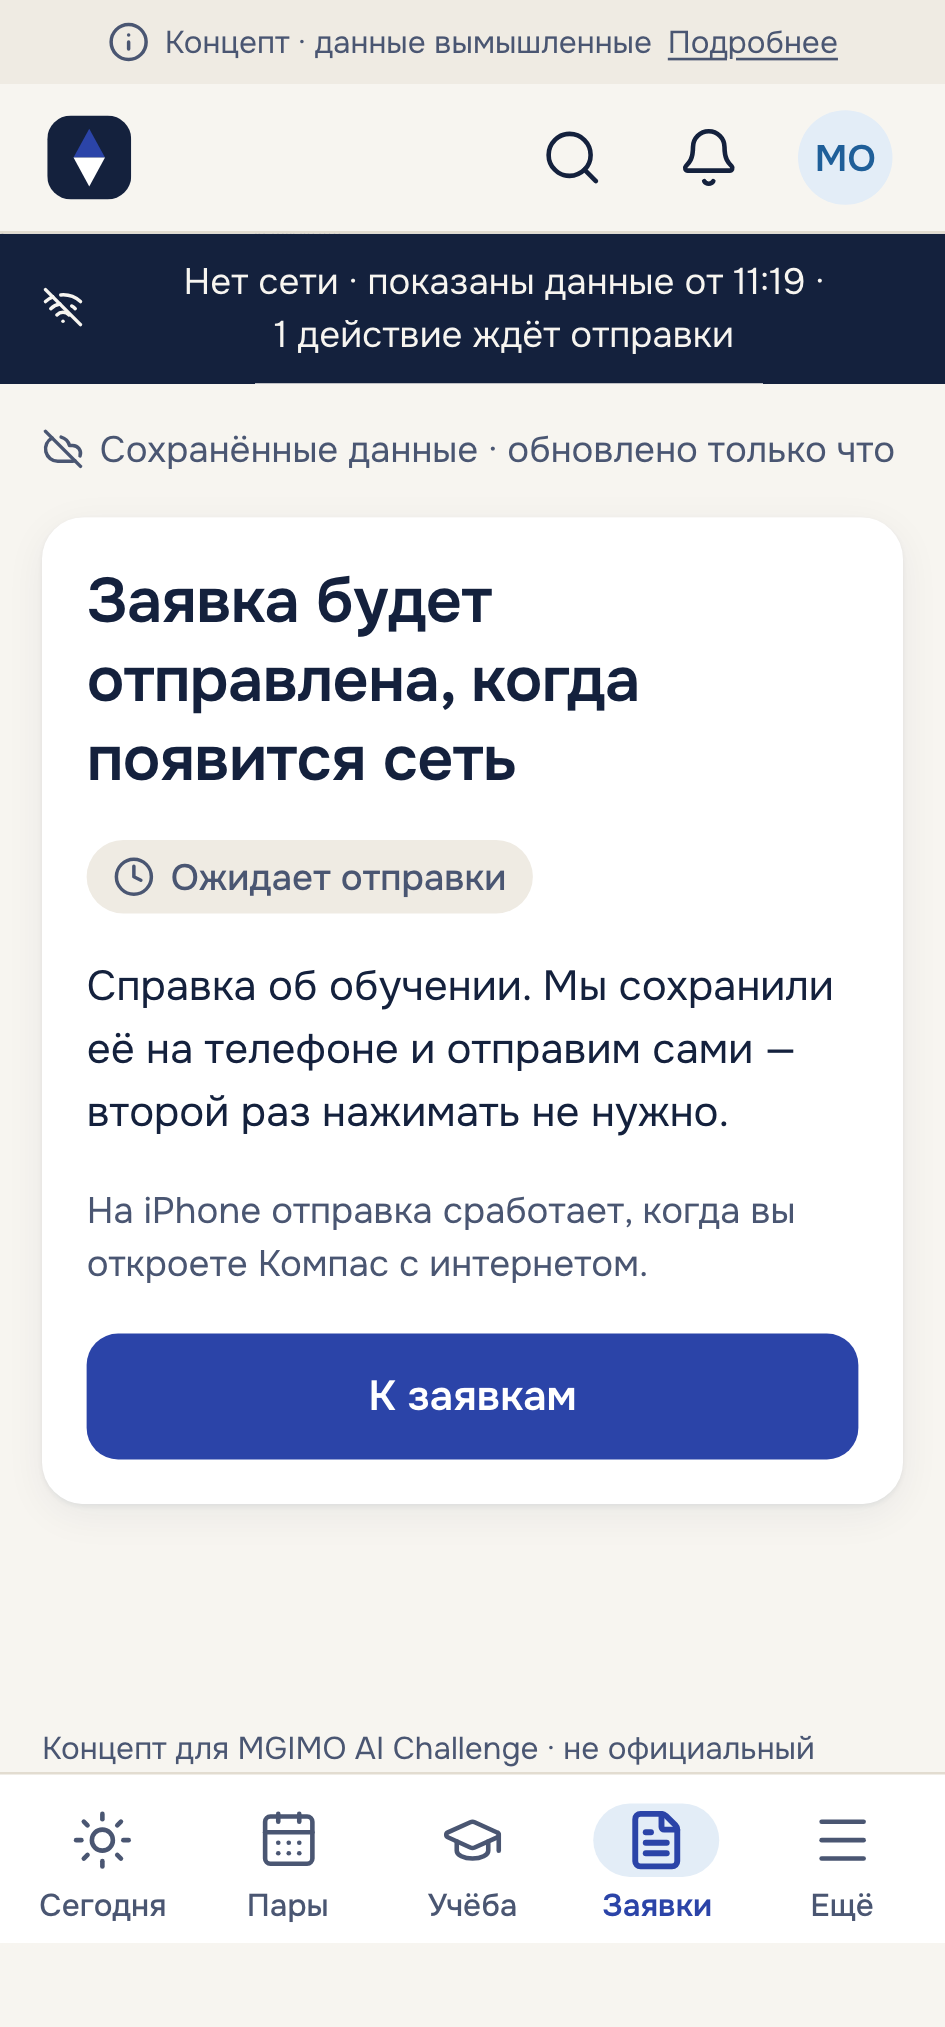 Концепт · данные вымышленные Подробнее
МО
Нет сети · показаны данные от 11:19 ·
1 действие ждёт отправки
Сохранённые данные · обновлено только что
Заявка будет
отправлена, когда
появится сеть
Ожидает отправки
Справка об обучении. Мы сохранили
её на телефоне и отправим сами —
второй раз нажимать не нужно.
На iPhone отправка сработает, когда вы
откроете Компас с интернетом.
К заявкам
Концепт для MGIMO AI Challenge · не официальный
Сегодня Пары Учёба Заявки Ещё